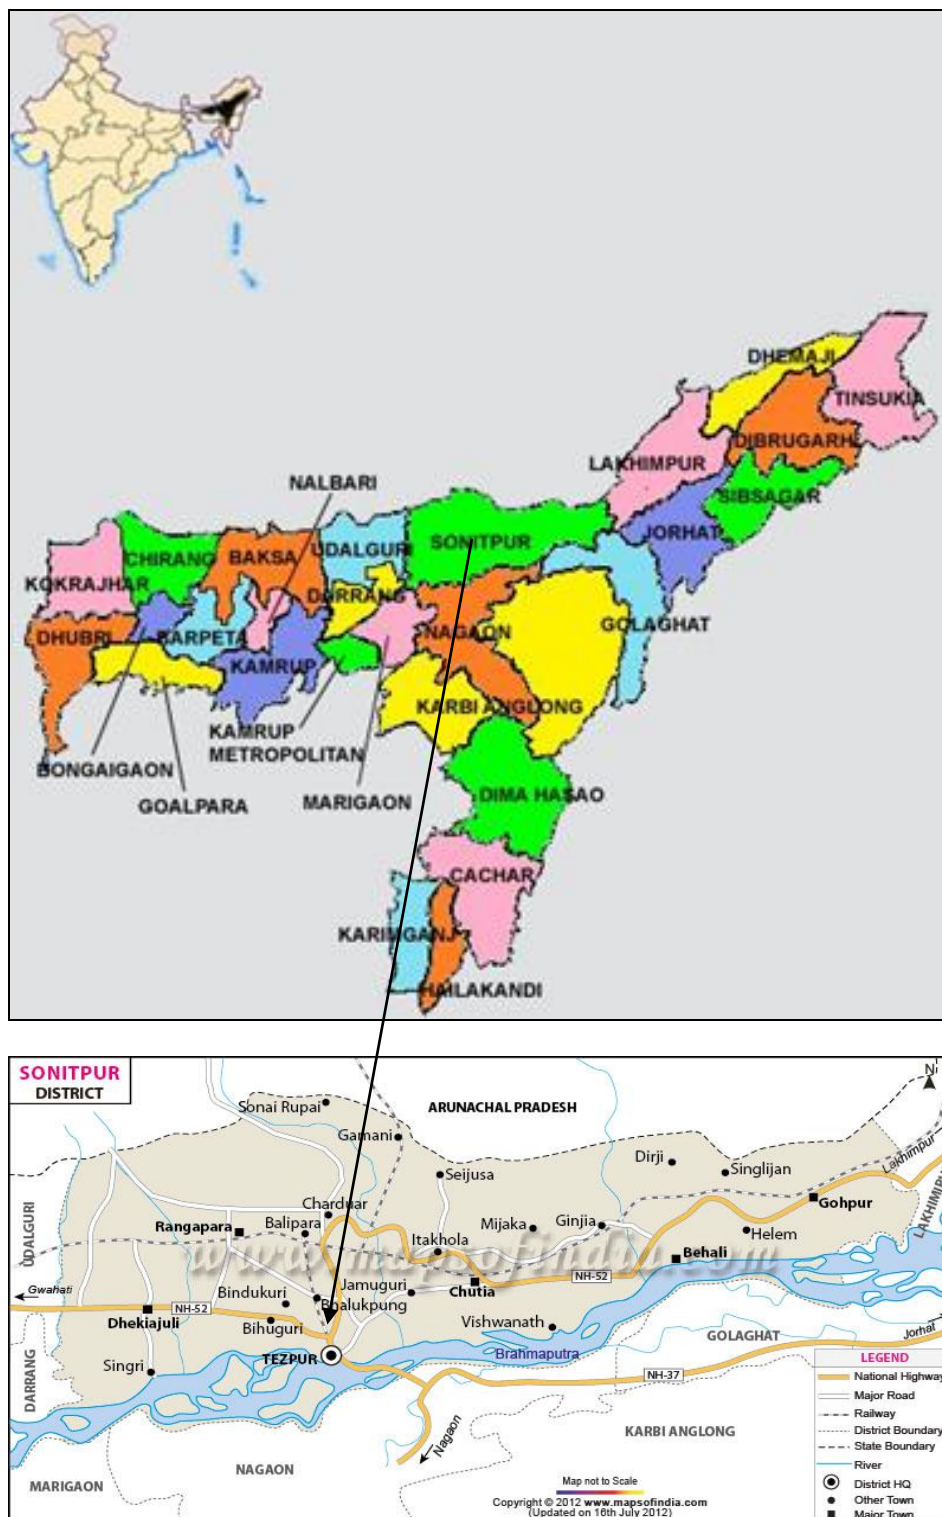 DHEMAJI
TINSUKIA
DIBRUGARH
LAKHIMPUR
NALBARI
SIBSAGAR
JORHAT
SONITPUR
UDALGURI
BAKSA
CHIRANG
KOKRAJHAR
DARRANG
GOLAGHAT
NAGAON
DHUBRI
BARPETA
KAMRUP
KARBI ANGLONG
KAMRUP
METROPOLITAN
BONGAIGAON
MARIGAON
GOALPARA
DIMA HASAO
CACHAR
KARIMGANJ
HAILAKANDI
SONITPUR
DISTRICT
N
ARUNACHAL PRADESH
Sonai Rupai
Gamani
Seijusa
Dirji
Singlijan
Lakhimpur
Gohpur
LAKHIMPUR
UDALGURI
Charduar
Rangapara
Balipara
Mijaka
Ginjia
Helem
Itakhola
Behali
www.mapsofindia.com
Gwahati
NH-52
Jamuguri
Chutia
NH-52
Bindukuri
Bhalukpung
Dhekiajuli
Bihuguri
Vishwanath
GOLAGHAT
Jorhat
TEZPUR
Brahmaputra
DARRANG
Singri
NH-37
Nagaon
KARBI ANGLONG
NAGAON
MARIGAON
LEGEND
National Highway
Major Road
Railway
District Boundary
State Boundary
River
District HQ
Other Town
Major Town
Map not to Scale
Copyright © 2012 www.mapsofindia.com
(Updated on 16th July 2012)